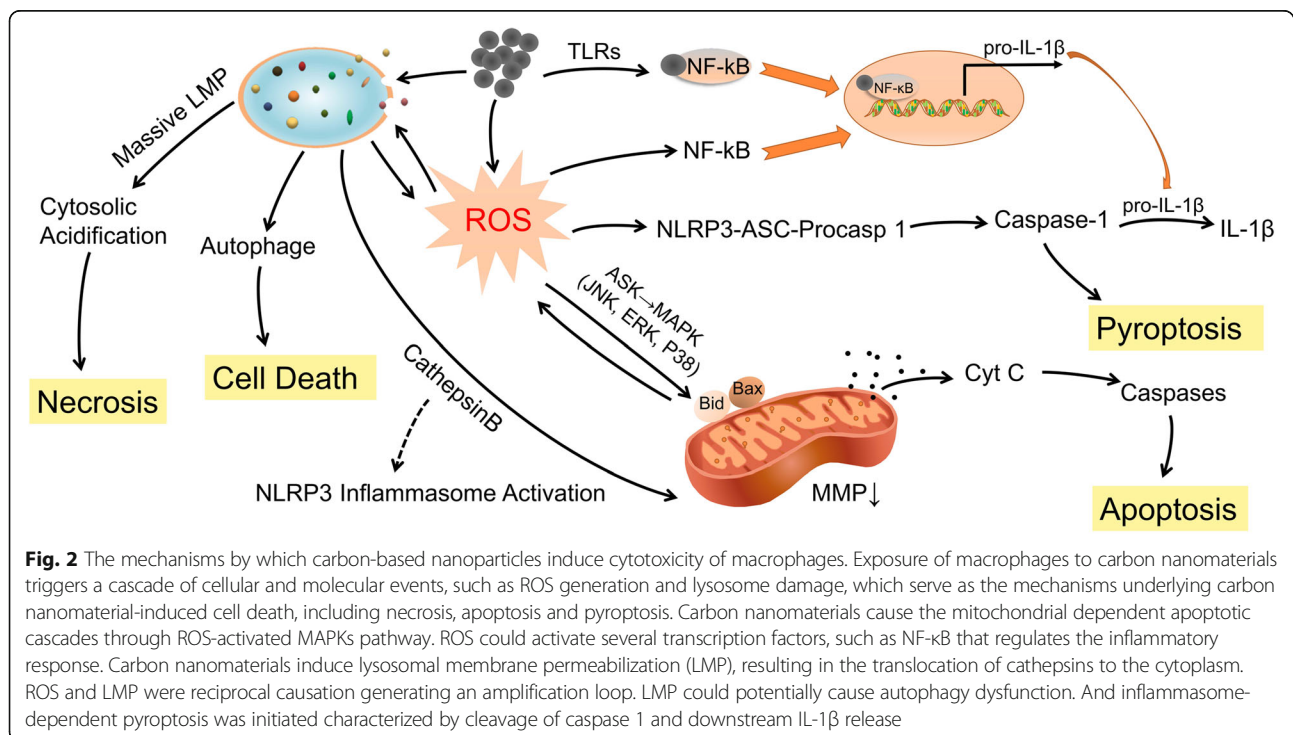 TLRs
NF-kB
pro-IL-1β
NF-κB
Massive LMP
NF-kB
Cytosolic
Acidification
Autophage
ROS
NLRP3-ASC-Procasp 1
Caspase-1
pro-IL-1β
IL-1β
ASK→MAPK
(JNK, ERK, P38)
Pyroptosis
Necrosis
Cell Death
CathepsinB
Bid
Bax
Cyt C
Caspases
NLRP3 Inflammasome Activation
MMP↓
Apoptosis
Fig. 2 The mechanisms by which carbon-based nanoparticles induce cytotoxicity of macrophages. Exposure of macrophages to carbon nanomaterials
triggers a cascade of cellular and molecular events, such as ROS generation and lysosome damage, which serve as the mechanisms underlying carbon
nanomaterial-induced cell death, including necrosis, apoptosis and pyroptosis. Carbon nanomaterials cause the mitochondrial dependent apoptotic
cascades through ROS-activated MAPKs pathway. ROS could activate several transcription factors, such as NF-κB that regulates the inflammatory
response. Carbon nanomaterials induce lysosomal membrane permeabilization (LMP), resulting in the translocation of cathepsins to the cytoplasm.
ROS and LMP were reciprocal causation generating an amplification loop. LMP could potentially cause autophagy dysfunction. And inflammasome-
dependent pyroptosis was initiated characterized by cleavage of caspase 1 and downstream IL-1β release